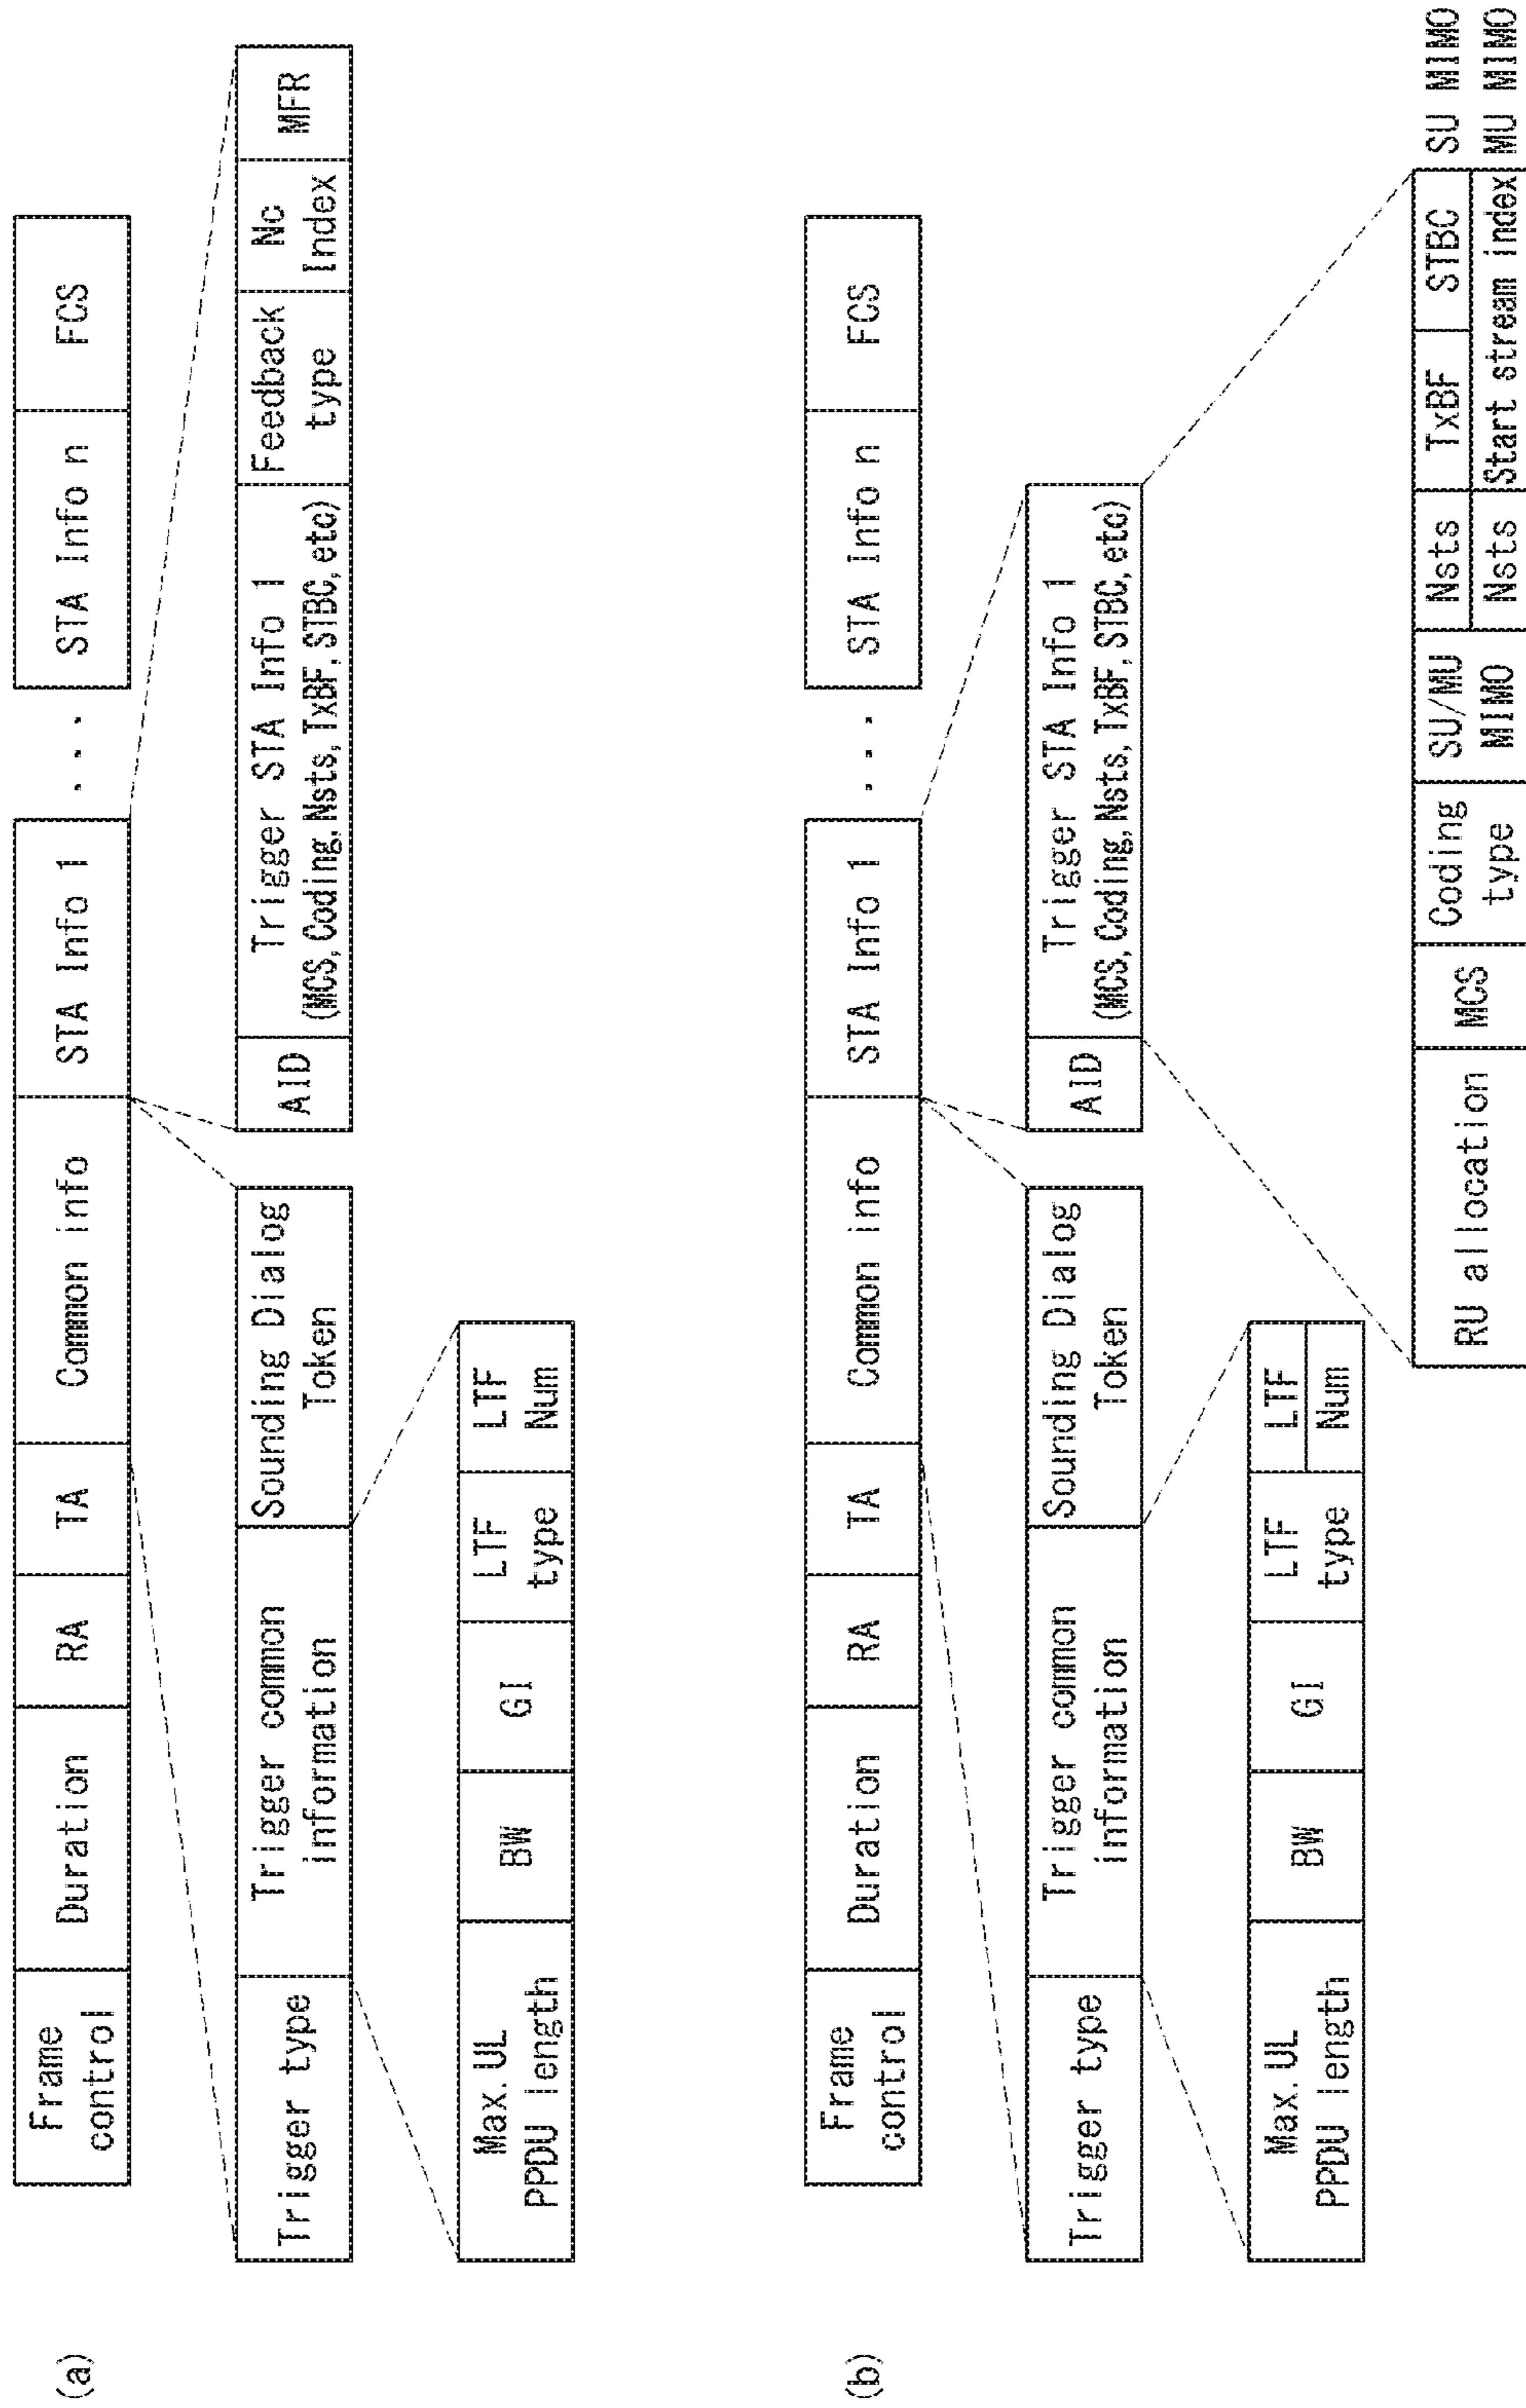 (a)
Frame
control
Duration
RA
TA
Common info
STA Info 1
...
STA Info n
FCS
Trigger type
Trigger common
information
Sounding Dialog
Token
AID
Trigger STA Info 1
(MCS, Coding, Nsts, TxBF, STBC, etc)
Feedback
type
Nc
Index
MFR
Max. UL
PPDU length
BW
GI
LTF
type
LTF
Num
(b)
Frame
control
Duration
RA
TA
Common info
STA Info 1
...
STA Info n
FCS
Trigger type
Trigger common
information
Sounding Dialog
Token
AID
Trigger STA Info 1
(MCS, Coding, Nsts, TxBF, STBC, etc)
Max. UL
PPDU length
BW
GI
LTF
type
LTF
Num
RU allocation
MCS
Coding
type
SU/MU
MIMO
Nsts
TxBF
STBC
SU MIMO
Nsts
Start stream index
MU MIMO